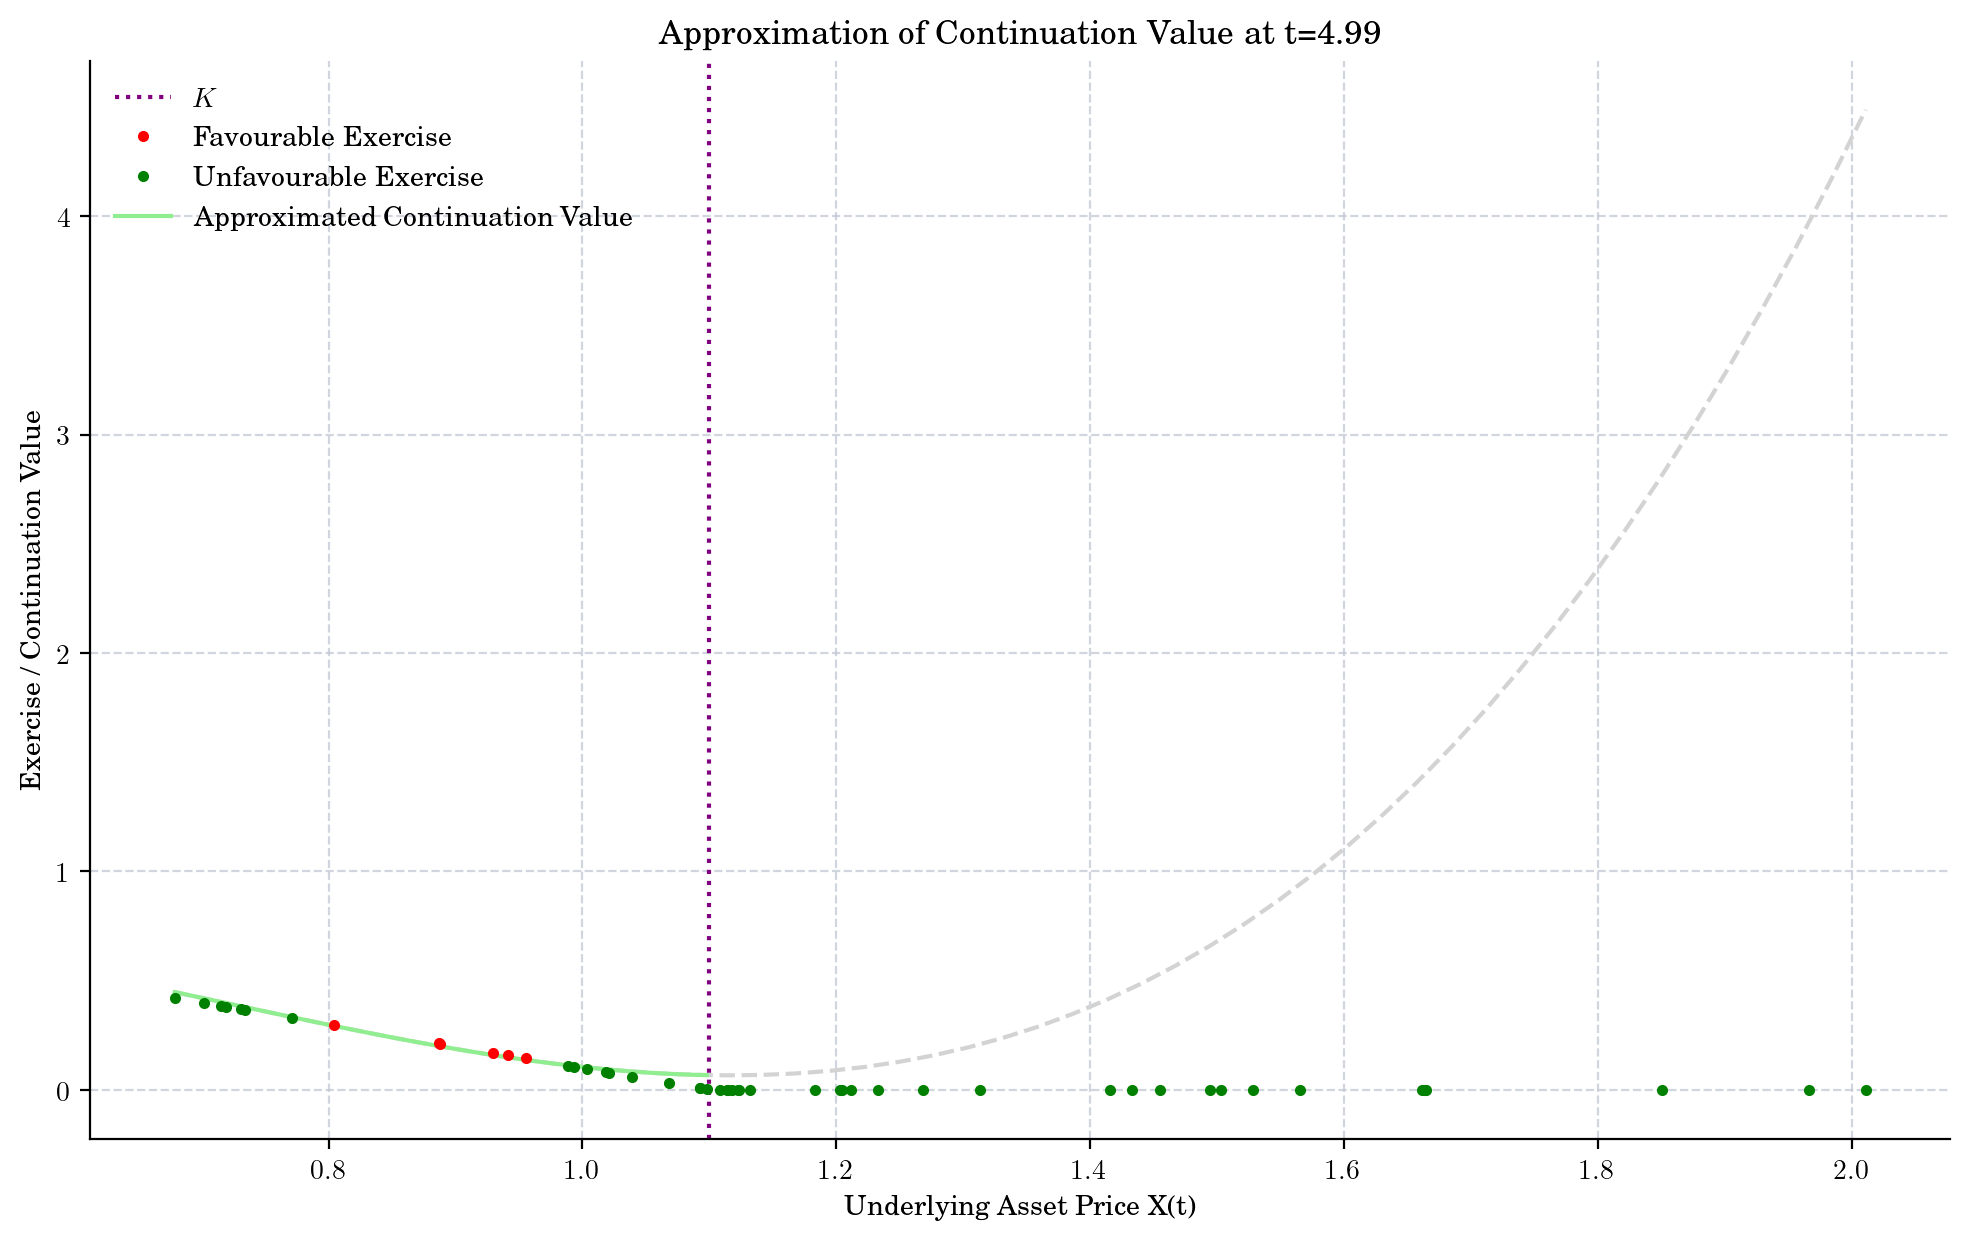 Approximation of Continuation Value at t=4.99
K
Favourable Exercise
Unfavourable Exercise
Approximated Continuation Value
Exercise / Continuation Value
4
3
2
1
0
0.8 1.0 1.2 1.4 1.6 1.8 2.0
Underlying Asset Price X(t)